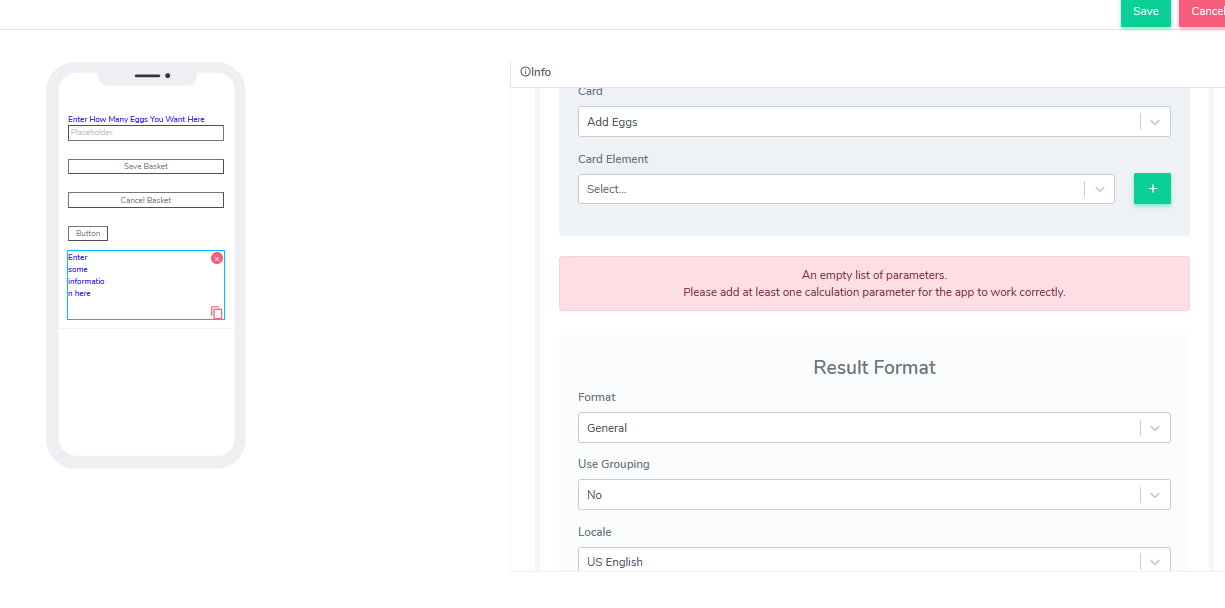 Save
Cancel
Info
Enter How Many Eggs You Want Here
Placeholder
Save Basket
Cancel Basket
Button
Enter
some
informatio
n here
Card
Add Eggs
Card Element
Select...
+
An empty list of parameters.
Please add at least one calculation parameter for the app to work correctly.
Result Format
Format
General
Use Grouping
No
Locale
US English